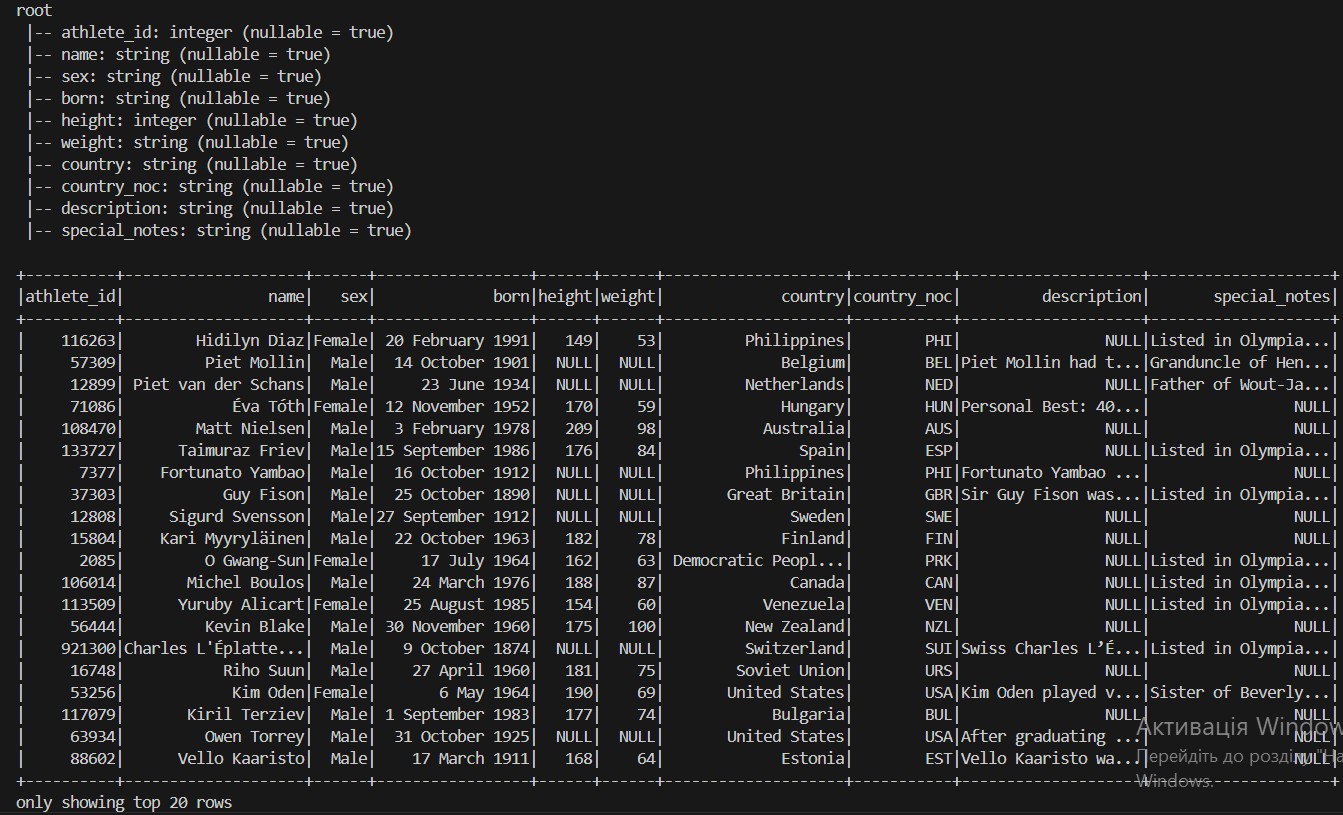 root
 |-- athlete_id: integer (nullable = true)
 |-- name: string (nullable = true)
 |-- sex: string (nullable = true)
 |-- born: string (nullable = true)
 |-- height: integer (nullable = true)
 |-- weight: string (nullable = true)
 |-- country: string (nullable = true)
 |-- country_noc: string (nullable = true)
 |-- description: string (nullable = true)
 |-- special_notes: string (nullable = true)
+----------+--------------------+------+-----------------+------+------+--------------------+-----------+--------------------+--------------------+
|athlete_id|                name|   sex|             born|height|weight|             country|country_noc|         description|       special_notes|
+----------+--------------------+------+-----------------+------+------+--------------------+-----------+--------------------+--------------------+
|    116263|        Hidilyn Diaz|Female| 20 February 1991|   149|    53|         Philippines|        PHI|                NULL|Listed in Olympia...|
|     57309|         Piet Mollin|  Male|  14 October 1901|  NULL|  NULL|             Belgium|        BEL|Piet Mollin had t...|Granduncle of Hen...|
|     12899| Piet van der Schans|  Male|     23 June 1934|  NULL|  NULL|         Netherlands|        NED|                NULL|Father of Wout-Ja...|
|     71086|            Éva Tóth|Female| 12 November 1952|   170|    59|             Hungary|        HUN|Personal Best: 40...|                NULL|
|    108470|        Matt Nielsen|  Male|  3 February 1978|   209|    98|           Australia|        AUS|                NULL|                NULL|
|    133727|      Taimuraz Friev|  Male|15 September 1986|   176|    84|               Spain|        ESP|                NULL|Listed in Olympia...|
|      7377|    Fortunato Yambao|  Male|  16 October 1912|  NULL|  NULL|         Philippines|        PHI|Fortunato Yambao ...|                NULL|
|     37303|           Guy Fison|  Male|  25 October 1890|  NULL|  NULL|       Great Britain|        GBR|Sir Guy Fison was...|Listed in Olympia...|
|     12808|     Sigurd Svensson|  Male|27 September 1912|  NULL|  NULL|              Sweden|        SWE|                NULL|                NULL|
|     15804|    Kari Myyryläinen|  Male|  22 October 1963|   182|    78|             Finland|        FIN|                NULL|                NULL|
|      2085|         O Gwang-Sun|Female|     17 July 1964|   162|    63| Democratic Peopl...|        PRK|                NULL|Listed in Olympia...|
|    106014|       Michel Boulos|  Male|    24 March 1976|   188|    87|              Canada|        CAN|                NULL|Listed in Olympia...|
|    113509|      Yuruby Alicart|Female|   25 August 1985|   154|    60|           Venezuela|        VEN|                NULL|Listed in Olympia...|
|     56444|         Kevin Blake|  Male| 30 November 1960|   175|   100|         New Zealand|        NZL|                NULL|                NULL|
|    921300|Charles L'Éplatte...|  Male|   9 October 1874|  NULL|  NULL|         Switzerland|        SUI|Swiss Charles L’É...|Listed in Olympia...|
|     16748|           Riho Suun|  Male|    27 April 1960|   181|    75|        Soviet Union|        URS|                NULL|                NULL|
|     53256|            Kim Oden|Female|       6 May 1964|   190|    69|       United States|        USA|Kim Oden played v...|Sister of Beverly...|
|    117079|      Kiril Terziev|  Male| 1 September 1983|   177|    74|            Bulgaria|        BUL|                NULL|                NULL|
|     63934|         Owen Torrey|  Male|  31 October 1925|  NULL|  NULL|       United States|        USA|After graduating ...|                NULL|
|     88602|      Vello Kaaristo|  Male|    17 March 1911|   168|    64|             Estonia|        EST|Vello Kaaristo wa...|                NULL|
+----------+--------------------+------+-----------------+------+------+--------------------+-----------+--------------------+--------------------+
only showing top 20 rows
Активація Window
Перейдіть до розділу "На
Windows.